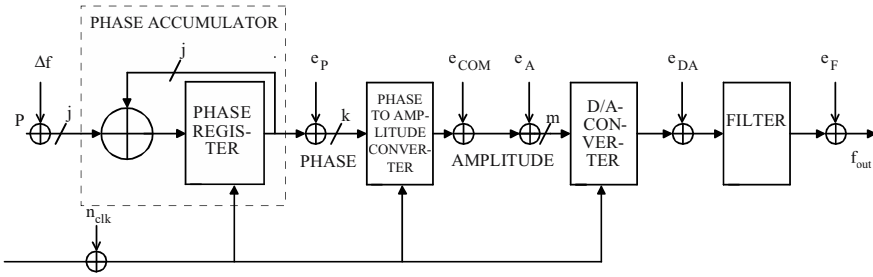 PHASE ACCUMULATOR
Δf
j
e_P
e_COM
e_A
e_DA
e_F
P
j
PHASE
REGIS-
TER
k
PHASE
TO AMP-
LITUDE
CONVER-
TER
m
D/A-
CON-
VER-
TER
FILTER
PHASE
AMPLITUDE
f_out
n_clk